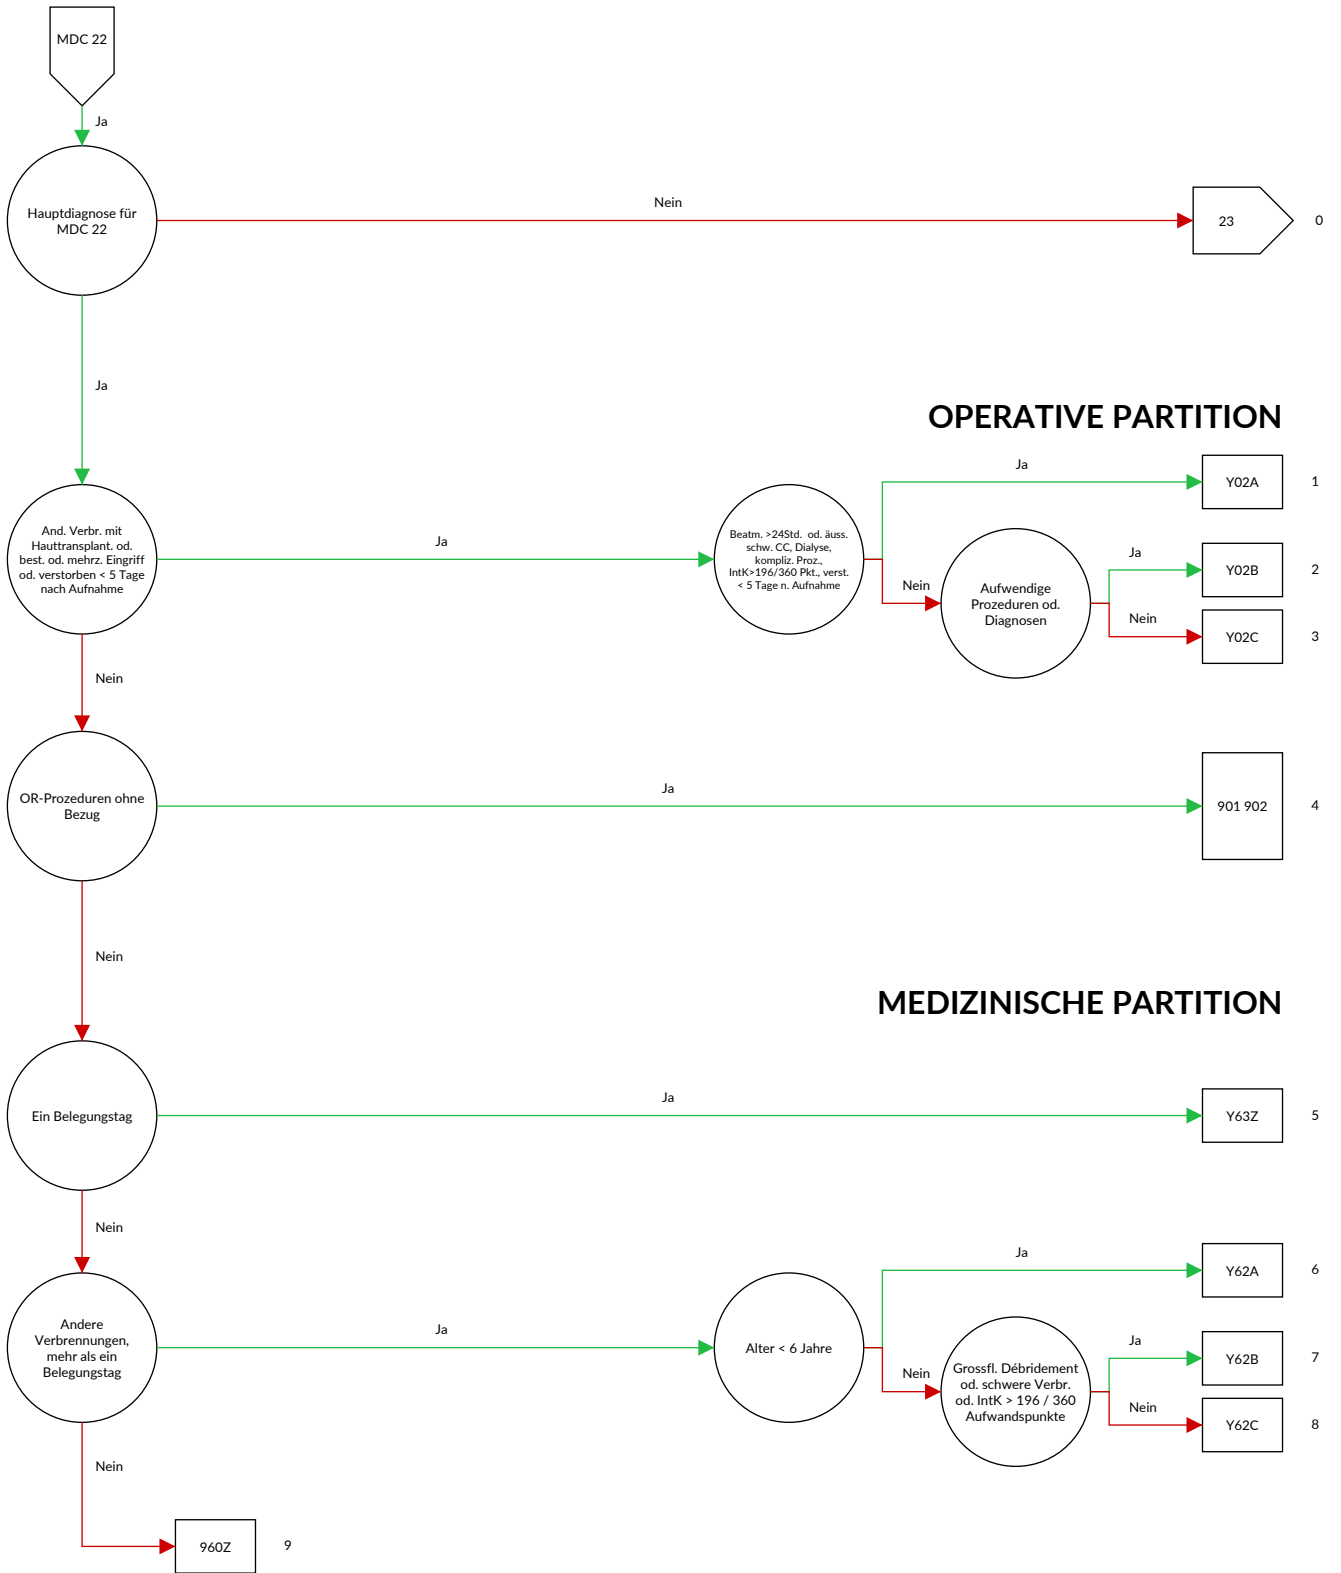 MDC 22
Ja
Hauptdiagnose für
MDC 22
Nein
23
0
Ja
OPERATIVE PARTITION
And. Verbr. mit
Hauttransplant. od.
best. od. mehrz. Eingriff
od. verstorben < 5 Tage
nach Aufnahme
Ja
Beatm. >24Std. od. äuss.
schw. CC, Dialyse,
kompliz. Proz.,
IntK>196/360 Pkt., verst.
< 5 Tage n. Aufnahme
Ja
Y02A
1
Nein
Aufwendige
Prozeduren od.
Diagnosen
Ja
Y02B
2
Nein
Y02C
3
Nein
OR-Prozeduren ohne
Bezug
Ja
901 902
4
Nein
MEDIZINISCHE PARTITION
Ein Belegungstag
Ja
Y63Z
5
Nein
Andere
Verbrennungen,
mehr als ein
Belegungstag
Ja
Alter < 6 Jahre
Ja
Y62A
6
Nein
Grossfl. Débridement
od. schwere Verbr.
od. IntK > 196 / 360
Aufwandspunkte
Ja
Y62B
7
Nein
Y62C
8
Nein
960Z
9